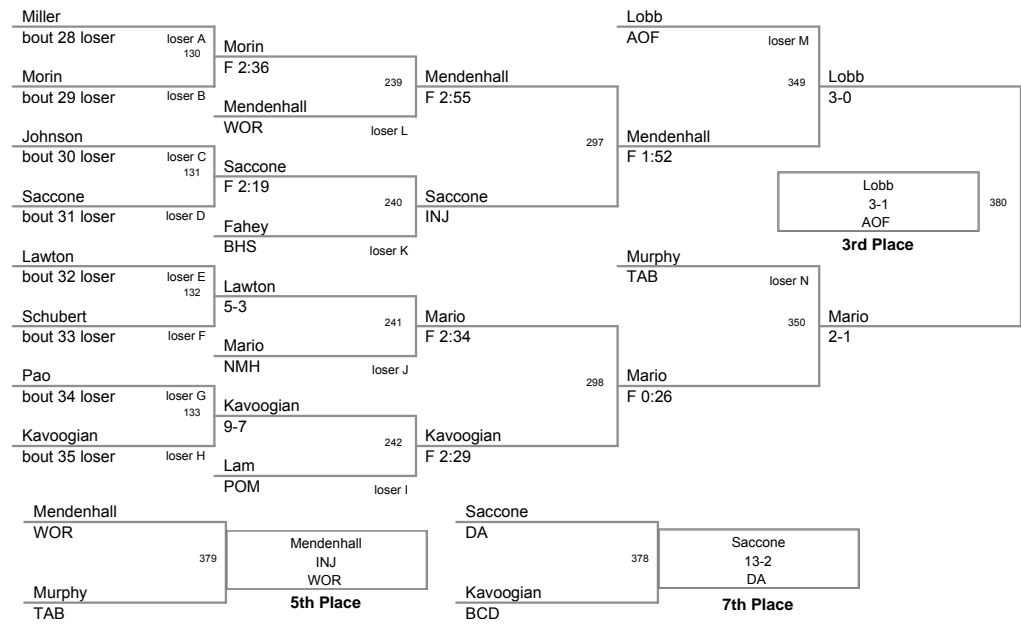 Miller
bout 28 loser
loser A
130
Morin
bout 29 loser
loser B
Morin
F 2:36
239
Mendenhall
WOR
loser L
Mendenhall
F 2:55
Johnson
bout 30 loser
loser C
131
Saccone
bout 31 loser
loser D
Saccone
F 2:19
240
Fahey
BHS
loser K
Saccone
INJ
297
Mendenhall
F 1:52
Lobb
AOF
loser M
349
Lobb
3-0
Lobb
3-1
AOF
3rd Place
380
Lawton
bout 32 loser
loser E
132
Schubert
bout 33 loser
loser F
Lawton
5-3
241
Mario
NMH
loser J
Mario
F 2:34
Pao
bout 34 loser
loser G
133
Kavoogian
bout 35 loser
loser H
Kavoogian
9-7
242
Lam
POM
loser I
Kavoogian
F 2:29
298
Mario
F 0:26
Murphy
TAB
loser N
350
Mario
2-1
Mendenhall
WOR
379
Murphy
TAB
Mendenhall
INJ
WOR
5th Place
Saccone
DA
378
Kavoogian
BCD
Saccone
13-2
DA
7th Place